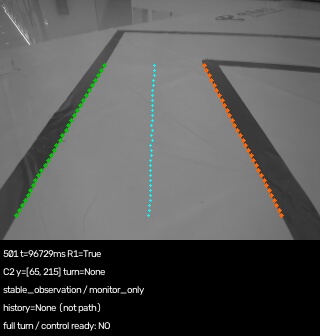 501 t=96729ms R1=True
C2 y=[65, 215] turn=None
stable_observation / monitor_only
history=None (not path)
full turn / control ready: NO